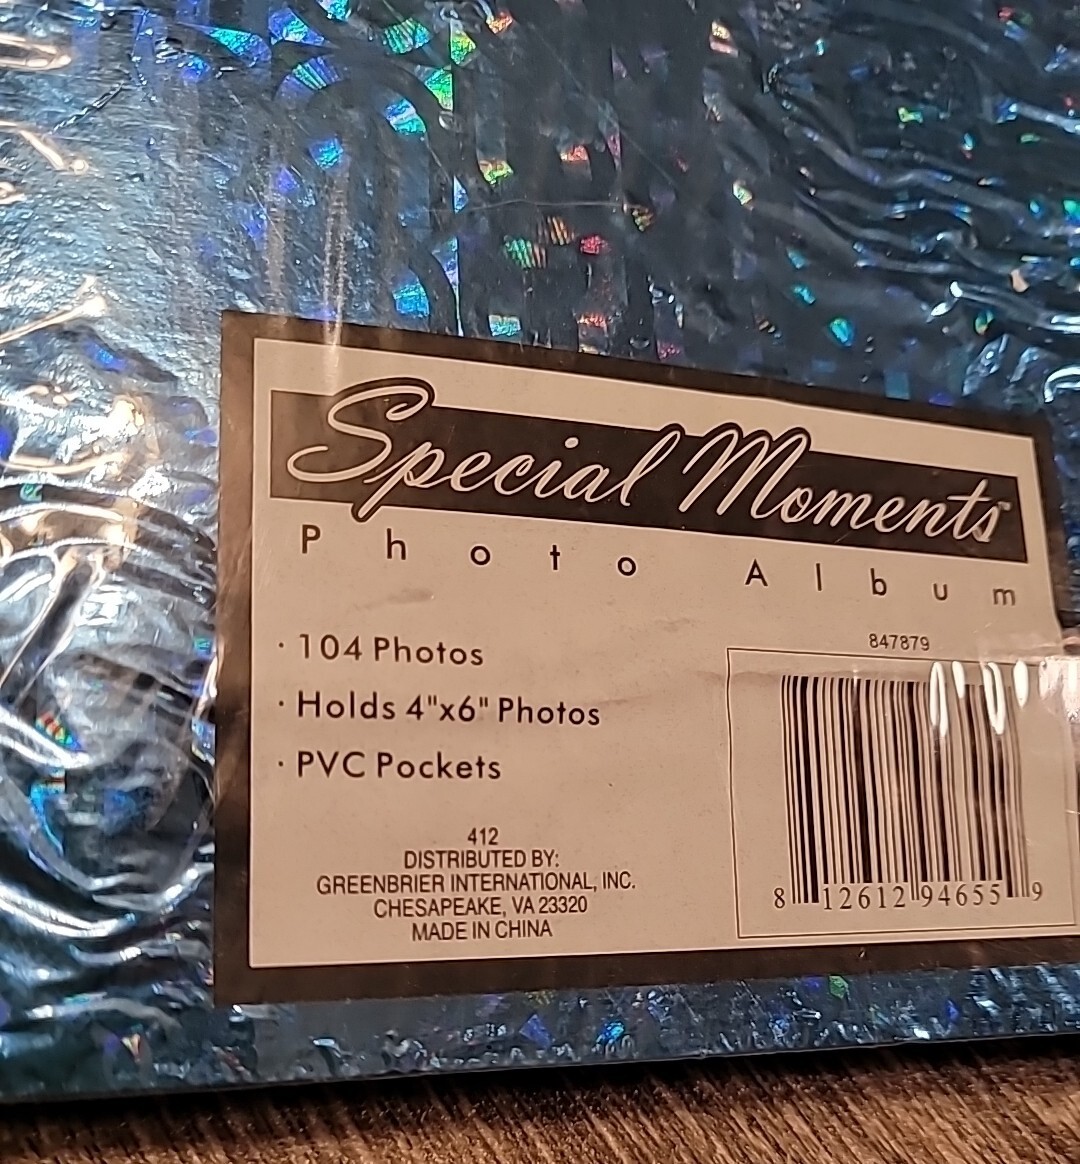 Special Moments™
Photo Album
· 104 Photos
· Holds 4"x6" Photos
· PVC Pockets
412
DISTRIBUTED BY:
GREENBRIER INTERNATIONAL, INC.
CHESAPEAKE, VA 23320
MADE IN CHINA
847879
8 12612 94655 9